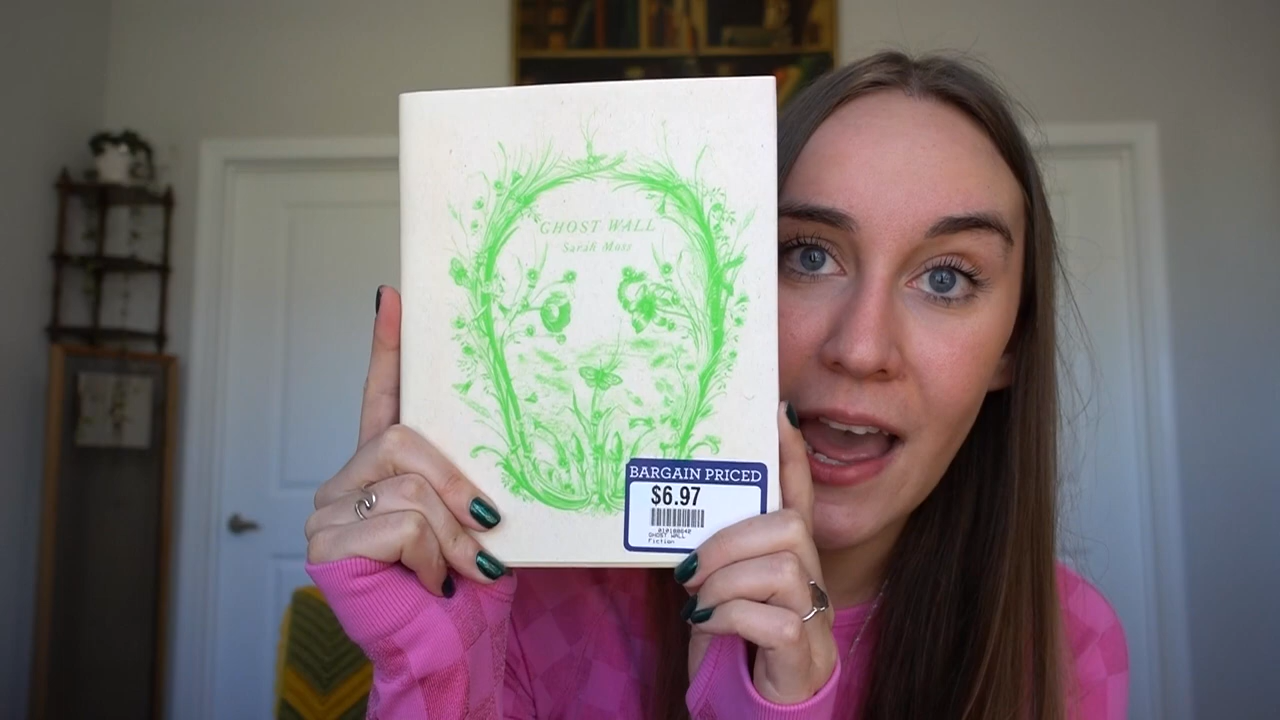 GHOST WALL
Sarah Moss
BARGAIN PRICED
$6.97
GHOST WALL
Fiction